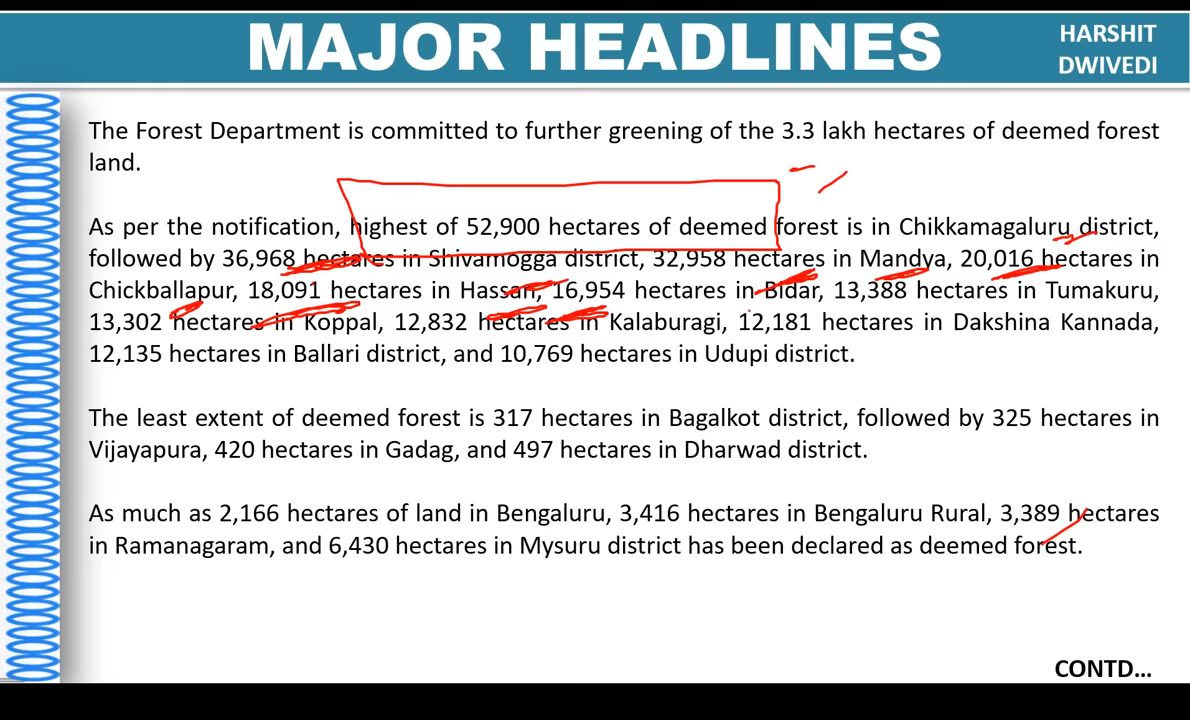 MAJOR HEADLINES
HARSHIT
DWIVEDI
The Forest Department is committed to further greening of the 3.3 lakh hectares of deemed forest
land.
As per the notification, highest of 52,900 hectares of deemed forest is in Chikkamagaluru district,
followed by 36,968 hectares in Shivamogga district, 32,958 hectares in Mandya, 20,016 hectares in
Chickballapur, 18,091 hectares in Hassan, 16,954 hectares in Bidar, 13,388 hectares in Tumakuru,
13,302 hectares in Koppal, 12,832 hectares in Kalaburagi, 12,181 hectares in Dakshina Kannada,
12,135 hectares in Ballari district, and 10,769 hectares in Udupi district.
The least extent of deemed forest is 317 hectares in Bagalkot district, followed by 325 hectares in
Vijayapura, 420 hectares in Gadag, and 497 hectares in Dharwad district.
As much as 2,166 hectares of land in Bengaluru, 3,416 hectares in Bengaluru Rural, 3,389 hectares
in Ramanagaram, and 6,430 hectares in Mysuru district has been declared as deemed forest.
CONTD...